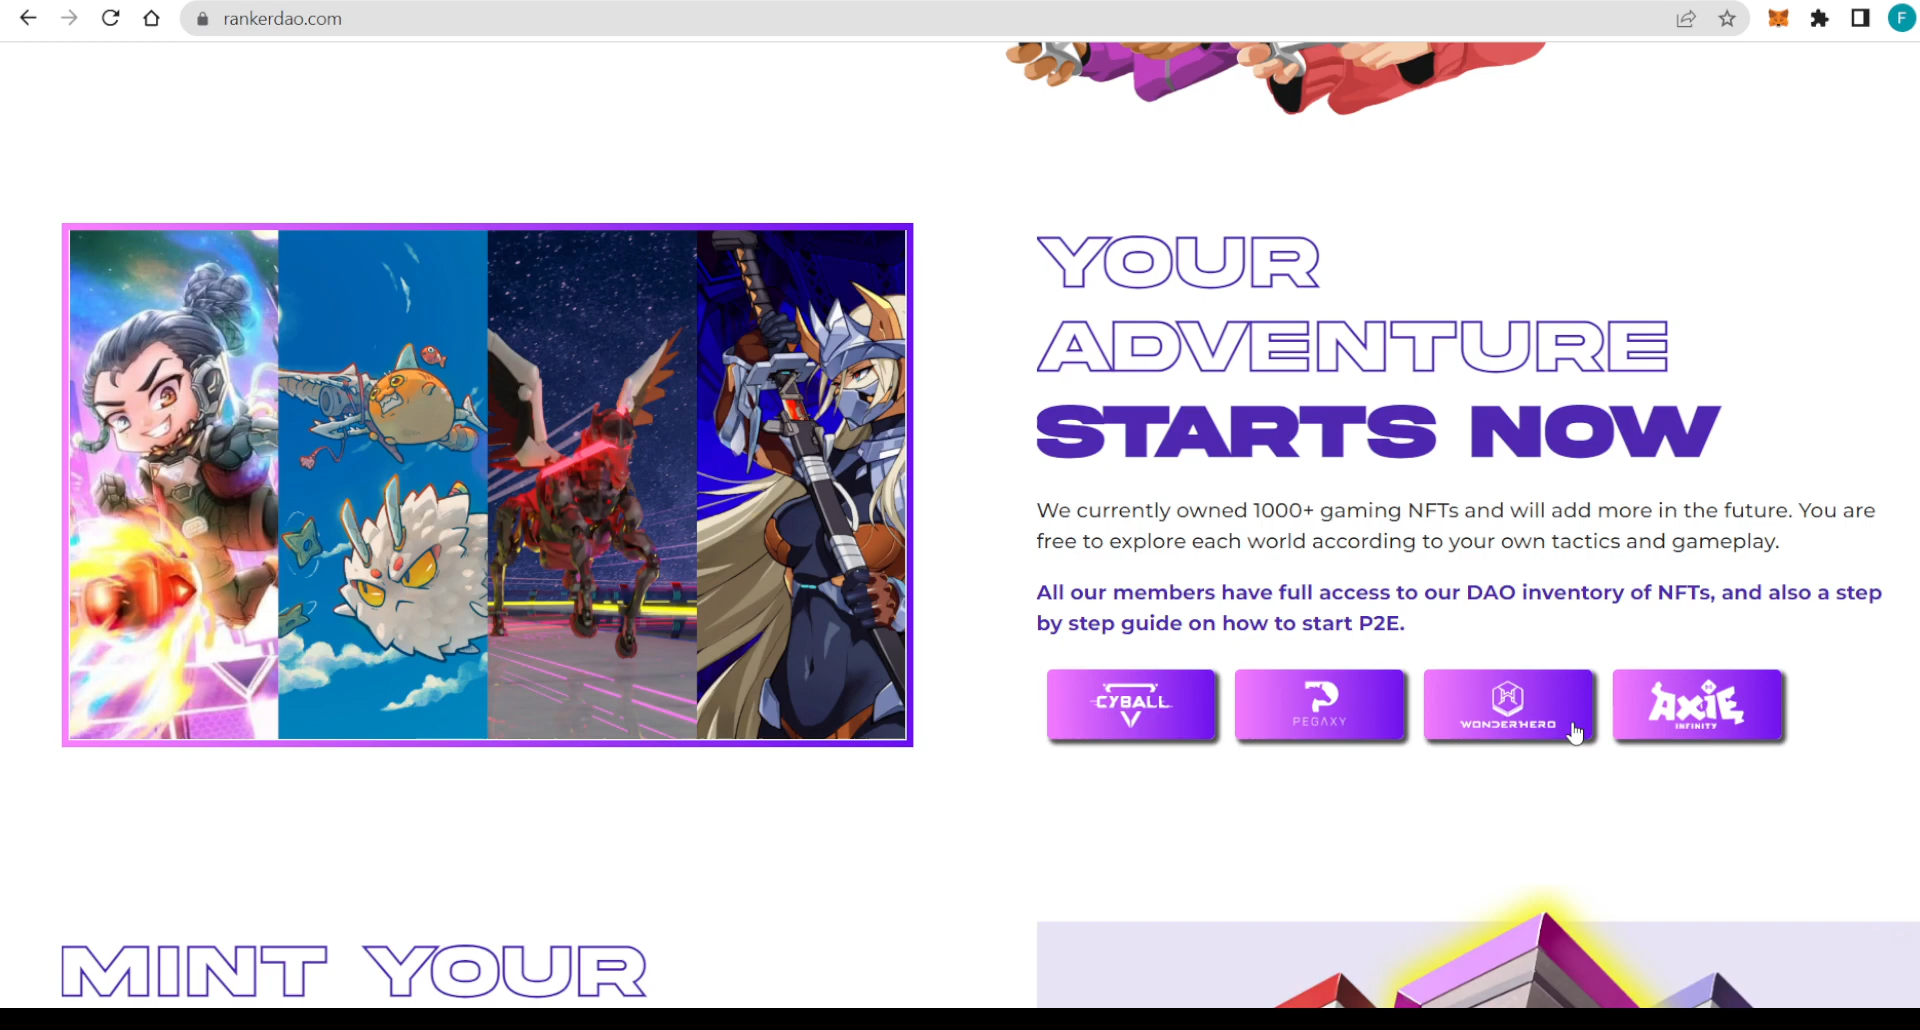 rankerdao.com
F
YOUR
ADVENTURE
STARTS NOW
We currently owned 1000+ gaming NFTs and will add more in the future. You are
free to explore each world according to your own tactics and gameplay.
All our members have full access to our DAO inventory of NFTs, and also a step
by step guide on how to start P2E.
CYBALL
PEGAXY
WONDERHERO
AXIE
INFINITY
MINT YOUR